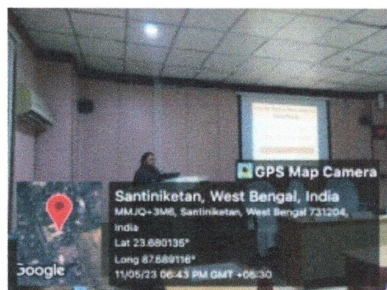 GPS Map Camera
Santiniketan, West Bengal, India
MMJQ+3M6, Santiniketan, West Bengal 731204,
India
Lat 23.680135°
Long 87.689116°
11/05/23 06:43 PM GMT +05:30
Google